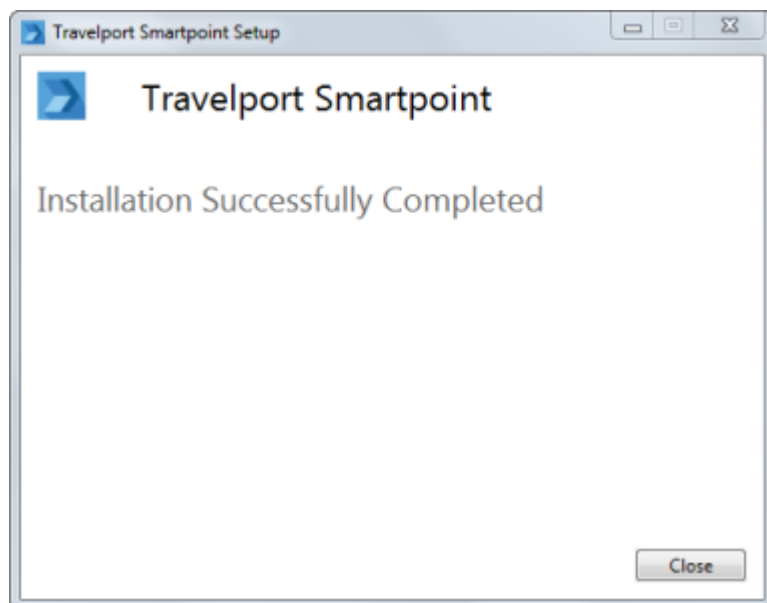 Travelport Smartpoint Setup
Travelport Smartpoint
Installation Successfully Completed
Close